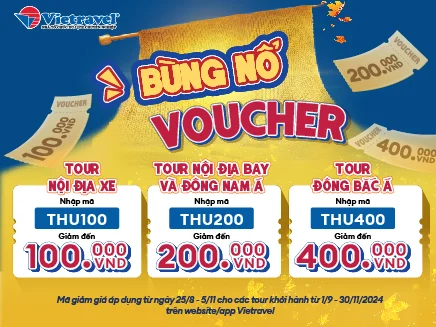 Vietravel
BÙNG NỔ
VOUCHER
VOUCHER
100.000 VND
VOUCHER
200.000 VND
VOUCHER
400.000 VND
TOUR
NỘI ĐỊA XE
Nhập mã
THU100
Giảm đến
100.000 VND
TOUR NỘI ĐỊA BAY
VÀ ĐÔNG NAM Á
Nhập mã
THU200
Giảm đến
200.000 VND
TOUR
ĐÔNG BẮC Á
Nhập mã
THU400
Giảm đến
400.000 VND
Mã giảm giá áp dụng từ ngày 25/8 - 5/11 cho các tour khởi hành từ 1/9 - 30/11/2024
trên website/app Vietravel